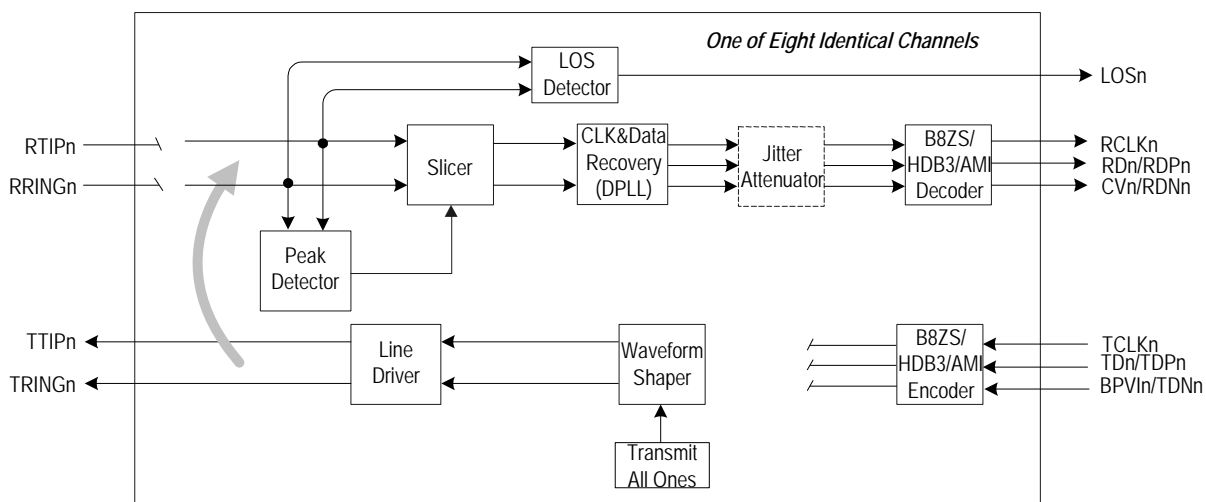 One of Eight Identical Channels
LOS
Detector
LOSn
RTIPn
RRINGn
Slicer
CLK&Data
Recovery
(DPLL)
Jitter
Attenuator
B8ZS/
HDB3/AMI
Decoder
RCLKn
RDn/RDPn
CVn/RDNn
Peak
Detector
TTIPn
TRINGn
Line
Driver
Waveform
Shaper
B8ZS/
HDB3/AMI
Encoder
TCLKn
TDn/TDPn
BPVIn/TDNn
Transmit
All Ones